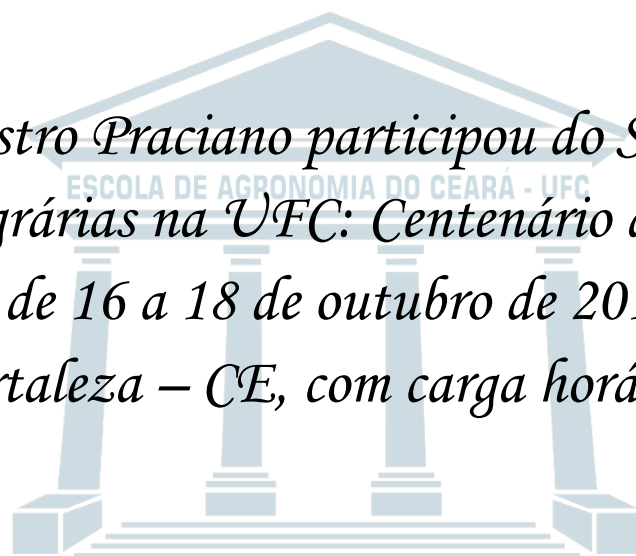 stro Praciano participou do S
ESCOLA DE AGRONOMIA DO CEARÁ - UFC
grárias na UFC: Centenário
de 16 a 18 de outubro de 201
rtaleza – CE, com carga horá